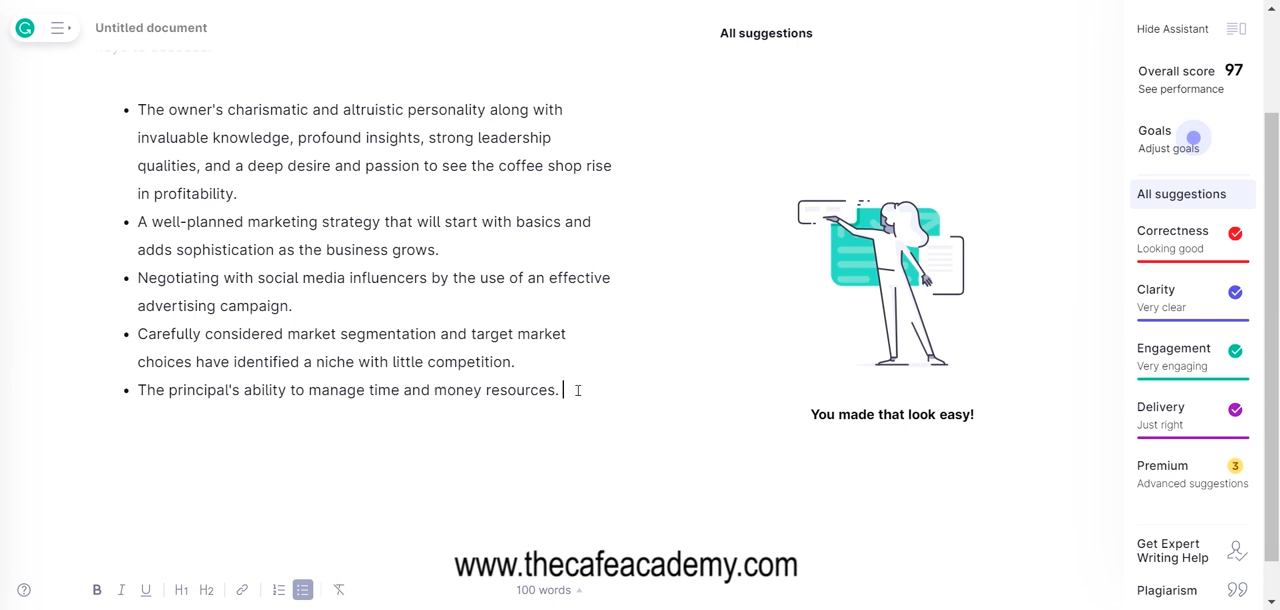 Untitled document
All suggestions
Hide Assistant
Overall score 97
See performance
Goals
Adjust goals
All suggestions
Correctness
Looking good
Clarity
Very clear
Engagement
Very engaging
Delivery
Just right
Premium 3
Advanced suggestions
Get Expert
Writing Help
Plagiarism
keys to success.
• The owner's charismatic and altruistic personality along with
invaluable knowledge, profound insights, strong leadership
qualities, and a deep desire and passion to see the coffee shop rise
in profitability.
• A well-planned marketing strategy that will start with basics and
adds sophistication as the business grows.
• Negotiating with social media influencers by the use of an effective
advertising campaign.
• Carefully considered market segmentation and target market
choices have identified a niche with little competition.
• The principal's ability to manage time and money resources.
You made that look easy!
www.thecafeacademy.com
B I U H1 H2
100 words